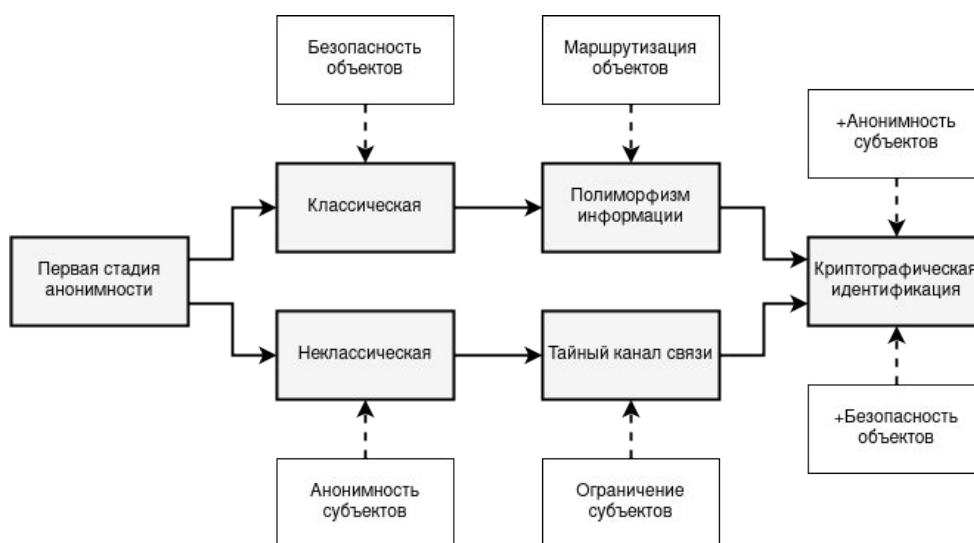 Безопасность
объектов
Маршрутизация
объектов
+Анонимность
субъектов
Классическая
Полиморфизм
информации
Первая стадия
анонимности
Криптографическая
идентификация
Неклассическая
Тайный канал связи
+Безопасность
объектов
Анонимность
субъектов
Ограничение
субъектов